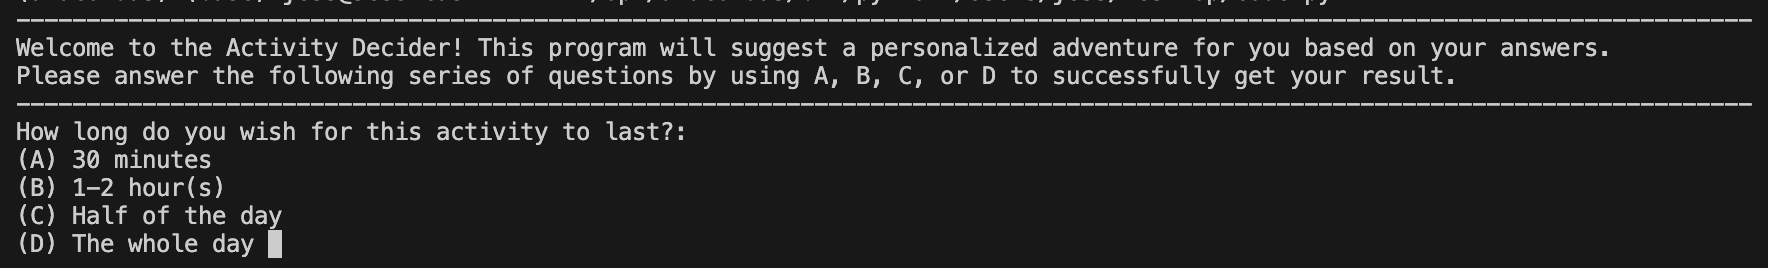 Welcome to the Activity Decider! This program will suggest a personalized adventure for you based on your answers.
Please answer the following series of questions by using A, B, C, or D to successfully get your result.
How long do you wish for this activity to last?:
(A) 30 minutes
(B) 1-2 hour(s)
(C) Half of the day
(D) The whole day